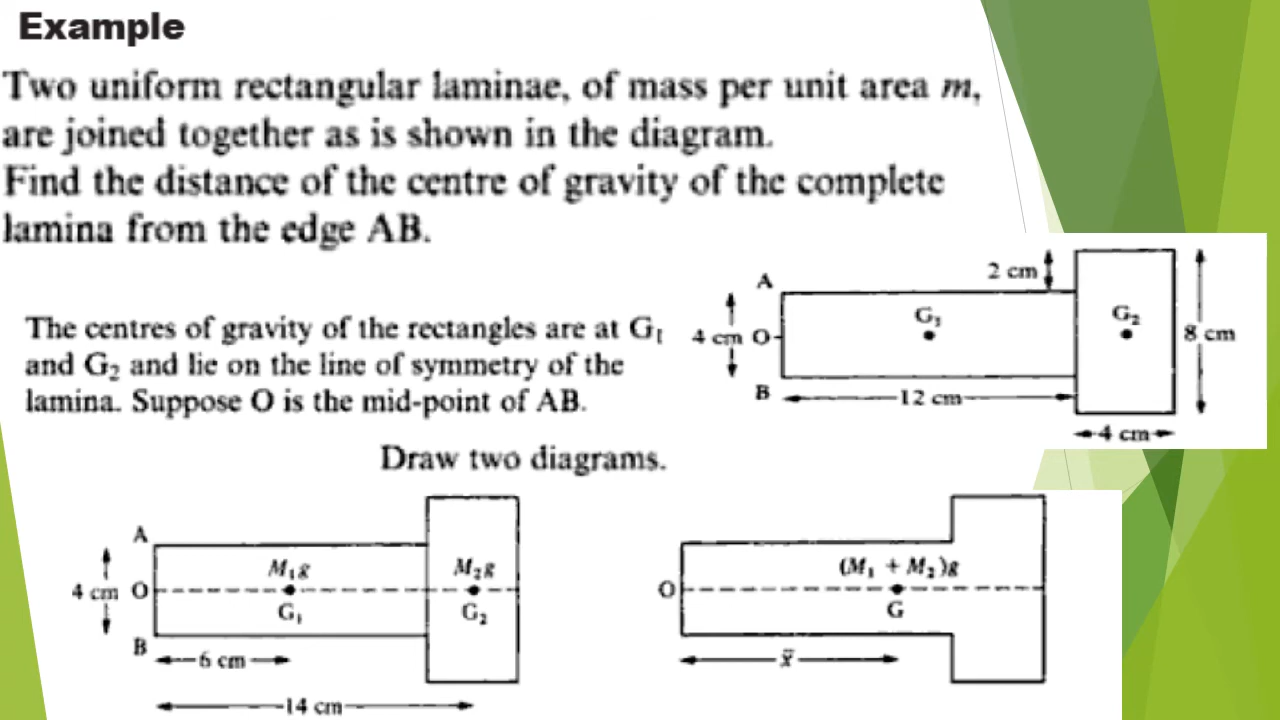 Example
Two uniform rectangular laminae, of mass per unit area m,
are joined together as is shown in the diagram.
Find the distance of the centre of gravity of the complete
lamina from the edge AB.
The centres of gravity of the rectangles are at G₁
and G₂ and lie on the line of symmetry of the
lamina. Suppose O is the mid-point of AB.
2 cm
A
G₁
G₂
4 cm O
8 cm
B
12 cm
4 cm
Draw two diagrams.
A
M₁g
M₂g
4 cm O
G₁
G₂
B
6 cm
14 cm
(M₁ + M₂)g
O
G
x̄